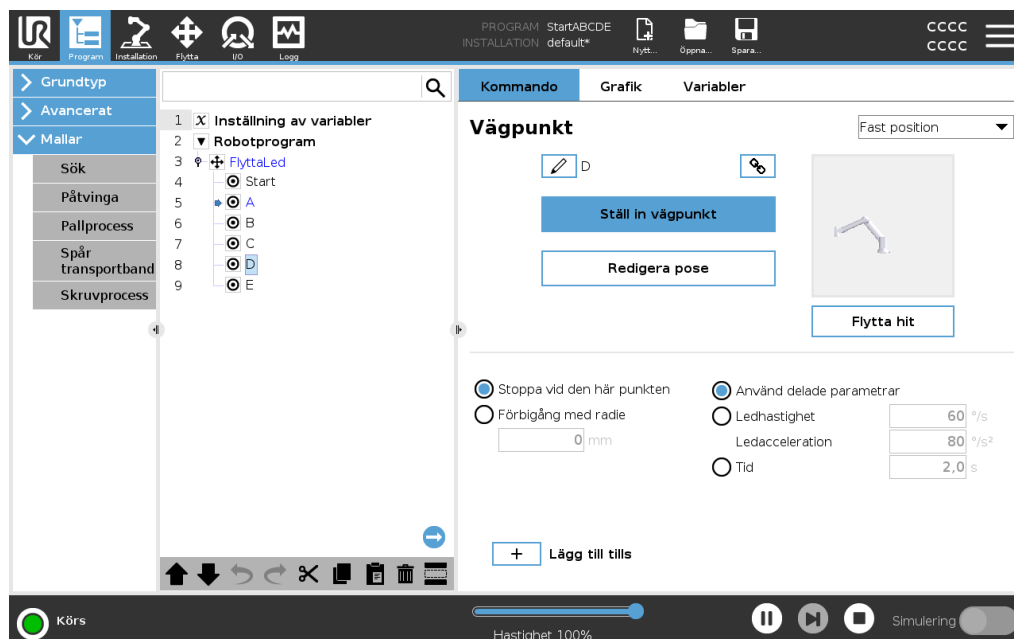 PROGRAM StartABCDE
INSTALLATION default*
Kör
Program
Installation
Flytta
I/O
Logg
Nytt...
Öppna...
Spara...
CCCC
CCCC
Grundtyp
Avancerat
Mallar
Sök
Påtvinga
Pallprocess
Spår
transportband
Skruvprocess
1 X Inställning av variabler
2 Robotprogram
3 FlyttaLed
4 Start
5 A
6 B
7 C
8 D
9 E
Kommando
Grafik
Variabler
Vägpunkt
Fast position
D
Ställ in vägpunkt
Redigera pose
Flytta hit
Stoppa vid den här punkten
Förbigång med radie
0 mm
Använd delade parametrar
Ledhastighet 60 °/s
Ledacceleration 80 °/s²
Tid 2,0 s
+ Lägg till tills
Körs
Hastighet 100%
Simulering